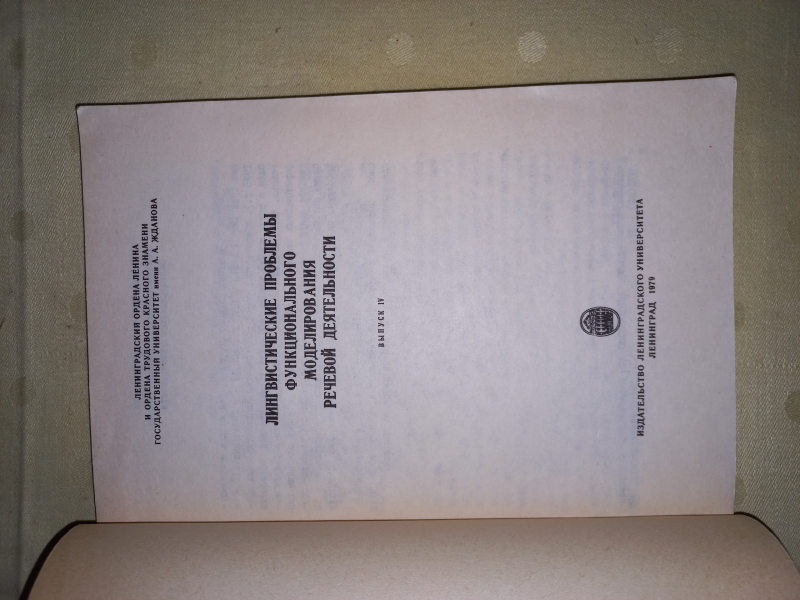 ЛЕНИНГРАДСКИЙ ОРДЕНА ЛЕНИНА
И ОРДЕНА ТРУДОВОГО КРАСНОГО ЗНАМЕНИ
ГОСУДАРСТВЕННЫЙ УНИВЕРСИТЕТ имени А. А. ЖДАНОВА
ЛИНГВИСТИЧЕСКИЕ ПРОБЛЕМЫ
ФУНКЦИОНАЛЬНОГО
МОДЕЛИРОВАНИЯ
РЕЧЕВОЙ ДЕЯТЕЛЬНОСТИ
ВЫПУСК IV
ИЗДАТЕЛЬСТВО ЛЕНИНГРАДСКОГО УНИВЕРСИТЕТА
ЛЕНИНГРАД 1979